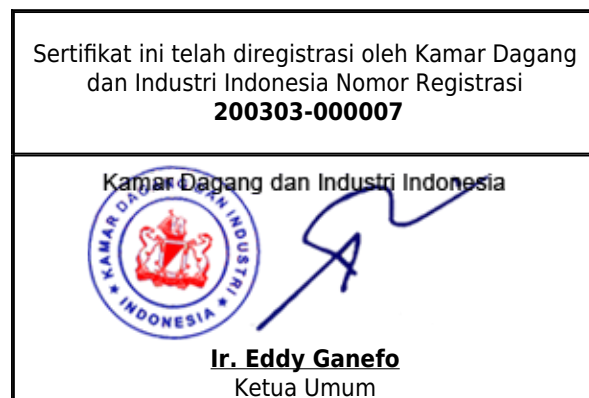 Sertifikat ini telah diregistrasi oleh Kamar Dagang
dan Industri Indonesia Nomor Registrasi
200303-000007
Kamar Dagang dan Industri Indonesia
KAMAR DAGANG DAN INDUSTRI
INDONESIA
Ir. Eddy Ganefo
Ketua Umum